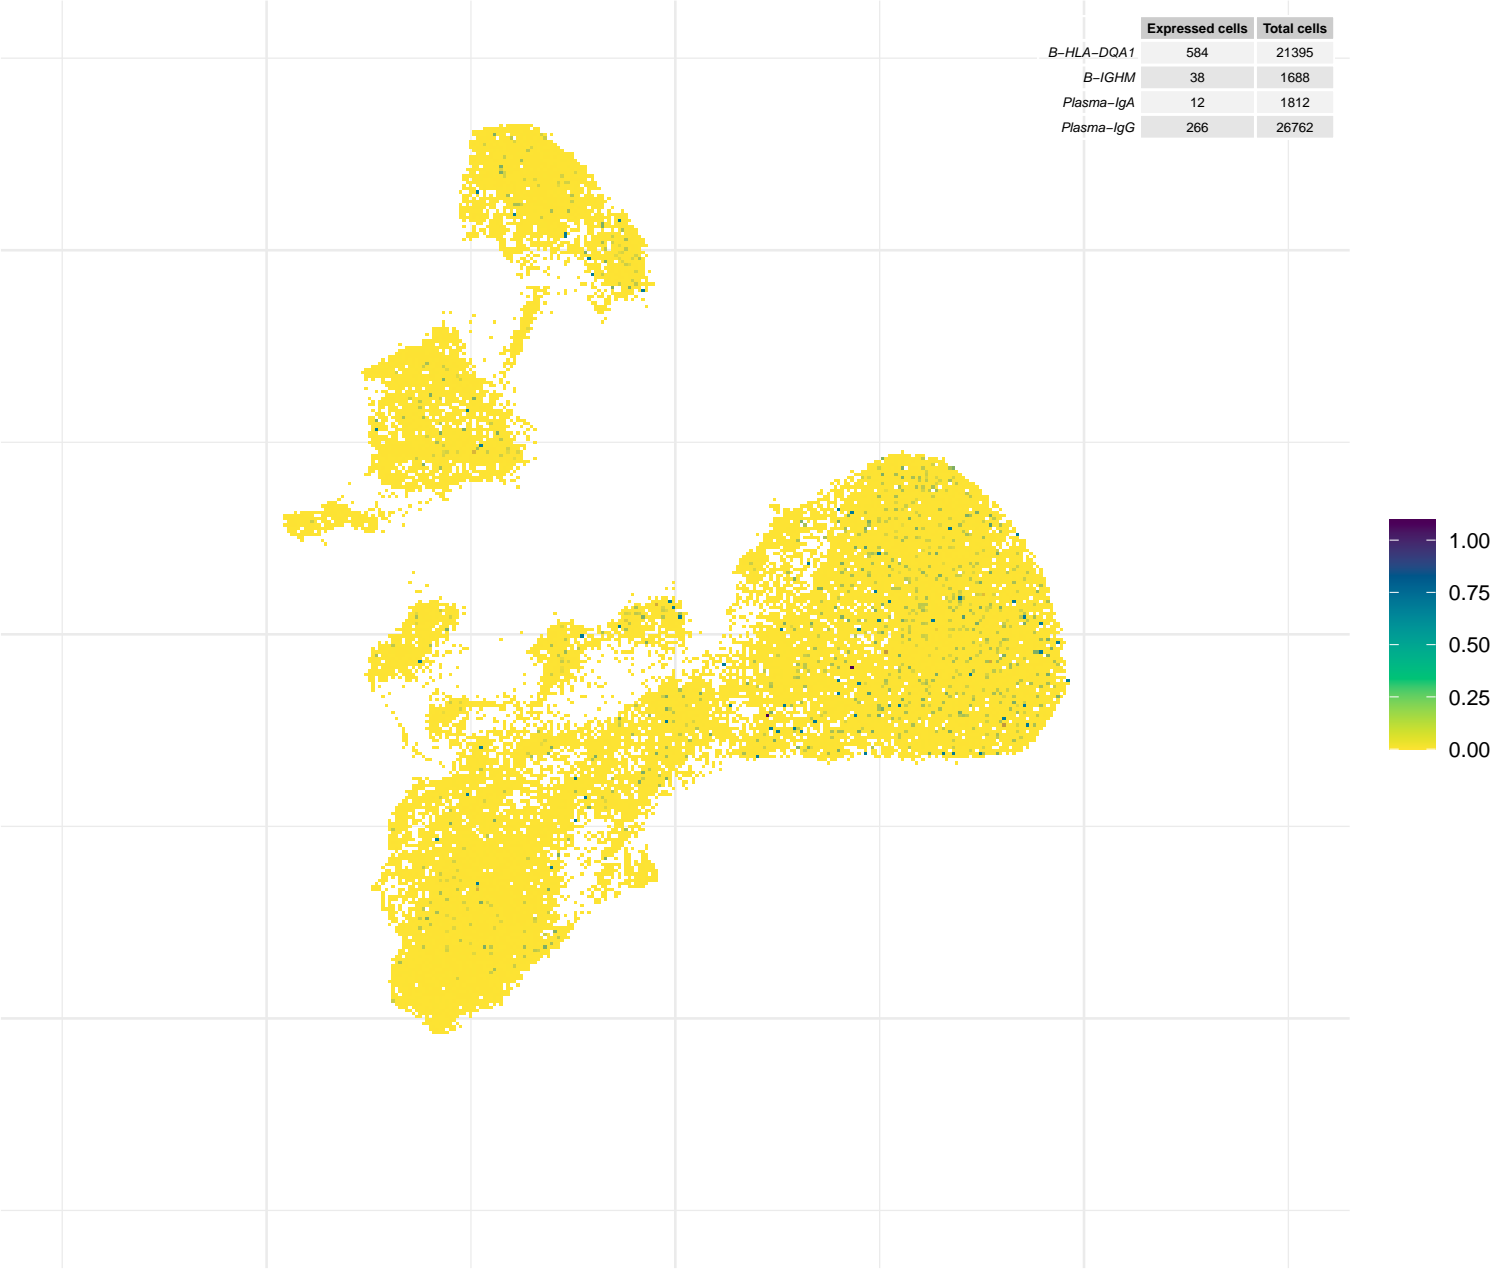 Expressed cells Total cells
B−HLA−DQA1 584 21395
B−IGHM 38 1688
Plasma−IgA 12 1812
Plasma−IgG 266 26762
1.00
0.75
0.50
0.25
0.00